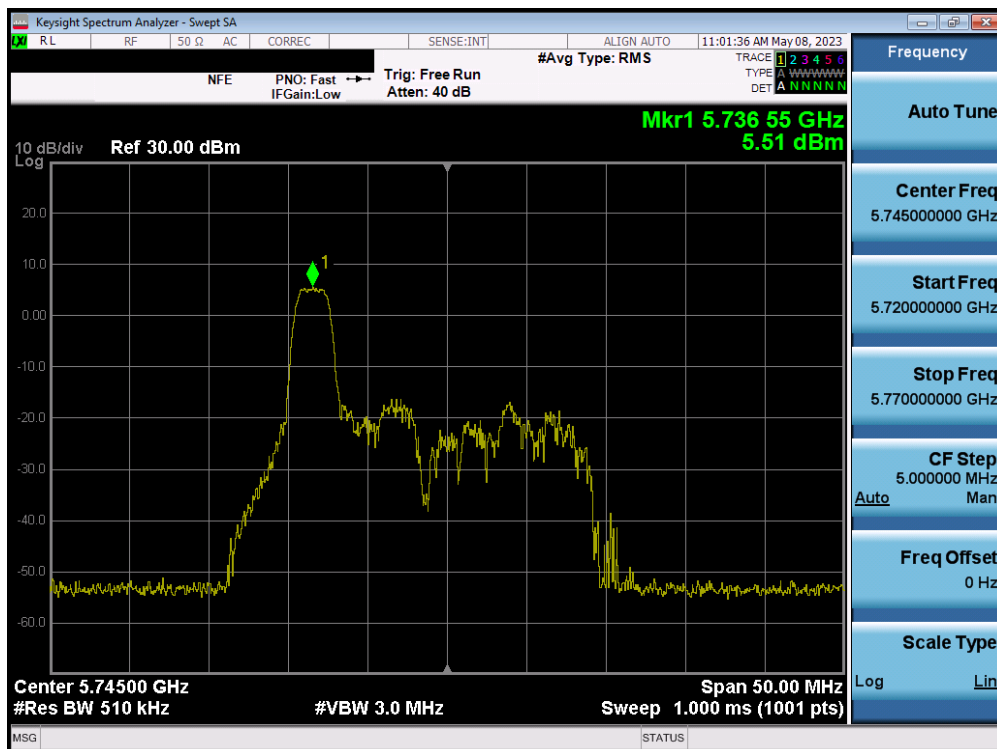 Keysight Spectrum Analyzer - Swept SA
LXI RL RF 50 Ω AC CORREC SENSE:INT ALIGN AUTO 11:01:36 AM May 08, 2023
#Avg Type: RMS TRACE 1 2 3 4 5 6
NFE PNO: Fast Trig: Free Run TYPE A WWWWW
IFGain:Low Atten: 40 dB DET A N N N N N
Mkr1 5.736 55 GHz
5.51 dBm
10 dB/div Ref 30.00 dBm
Log
20.0
1
10.0
0.00
-10.0
-20.0
-30.0
-40.0
-50.0
-60.0
Center 5.74500 GHz Span 50.00 MHz
#Res BW 510 kHz #VBW 3.0 MHz Sweep 1.000 ms (1001 pts)
MSG STATUS
Frequency
Auto Tune
Center Freq
5.745000000 GHz
Start Freq
5.720000000 GHz
Stop Freq
5.770000000 GHz
CF Step
5.000000 MHz
Auto Man
Freq Offset
0 Hz
Scale Type
Log Lin